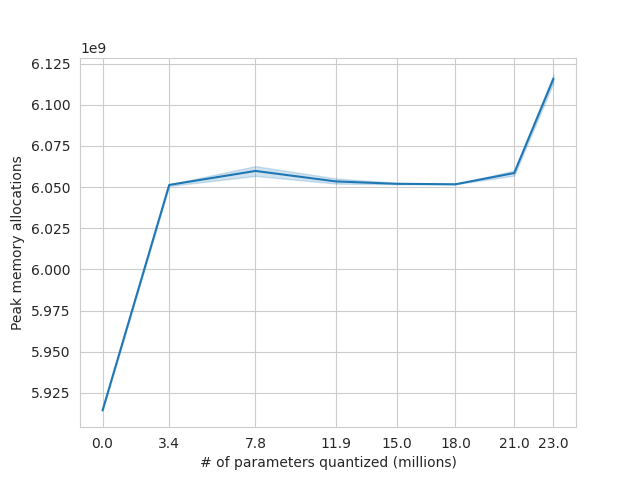 1e9
6.125
6.100
6.075
6.050
6.025
6.000
5.975
5.950
5.925
Peak memory allocations
0.0 3.4 7.8 11.9 15.0 18.0 21.0 23.0
# of parameters quantized (millions)